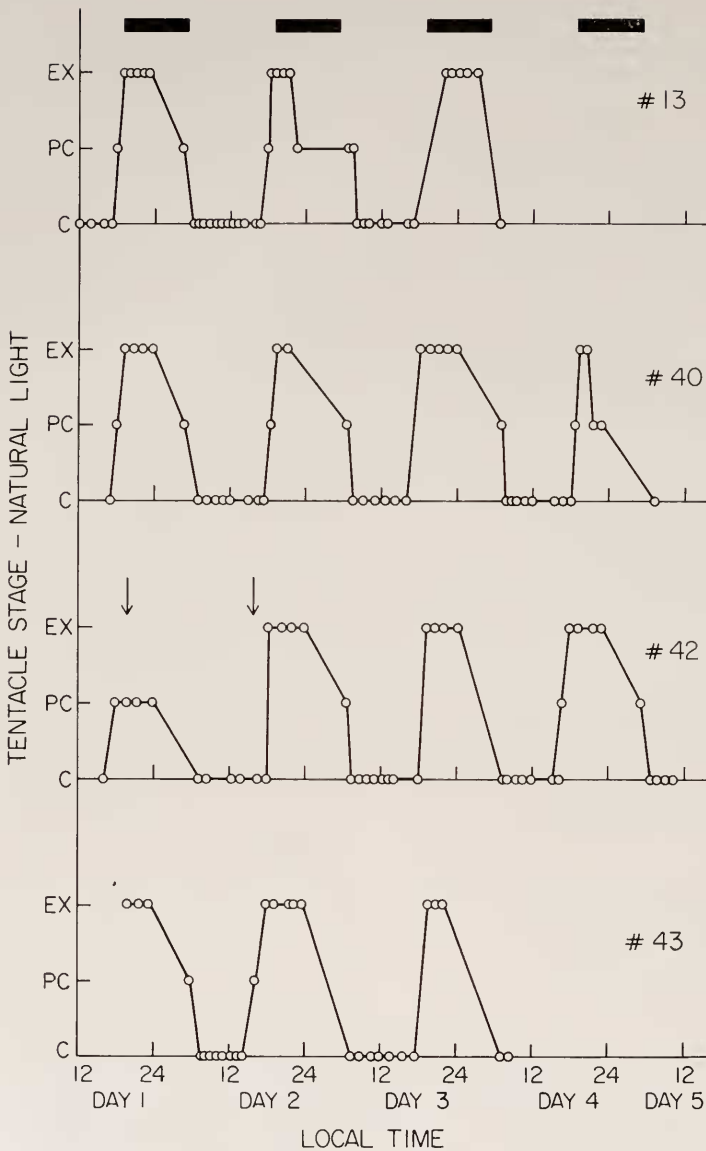 TENTACLE STAGE – NATURAL LIGHT
EX
PC
C
# 13
EX
PC
C
# 40
EX
PC
C
# 42
EX
PC
C
# 43
12 24 12 24 12 24 12 24 12
DAY 1 DAY 2 DAY 3 DAY 4 DAY 5
LOCAL TIME